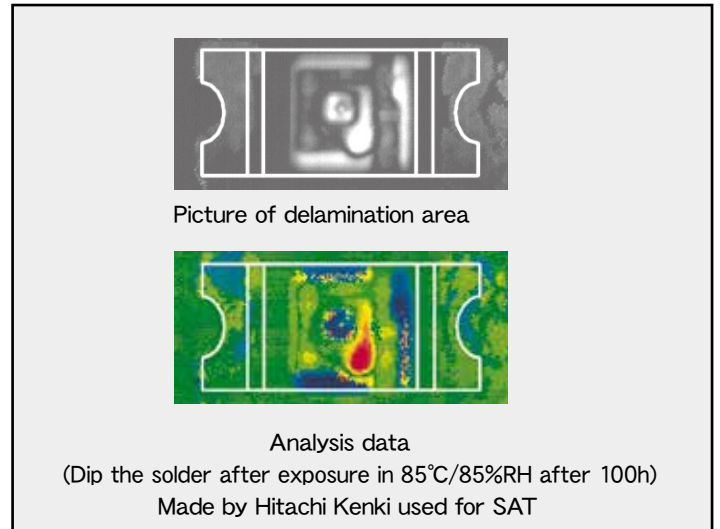 Picture of delamination area
Analysis data
(Dip the solder after exposure in 85℃/85%RH after 100h)
Made by Hitachi Kenki used for SAT